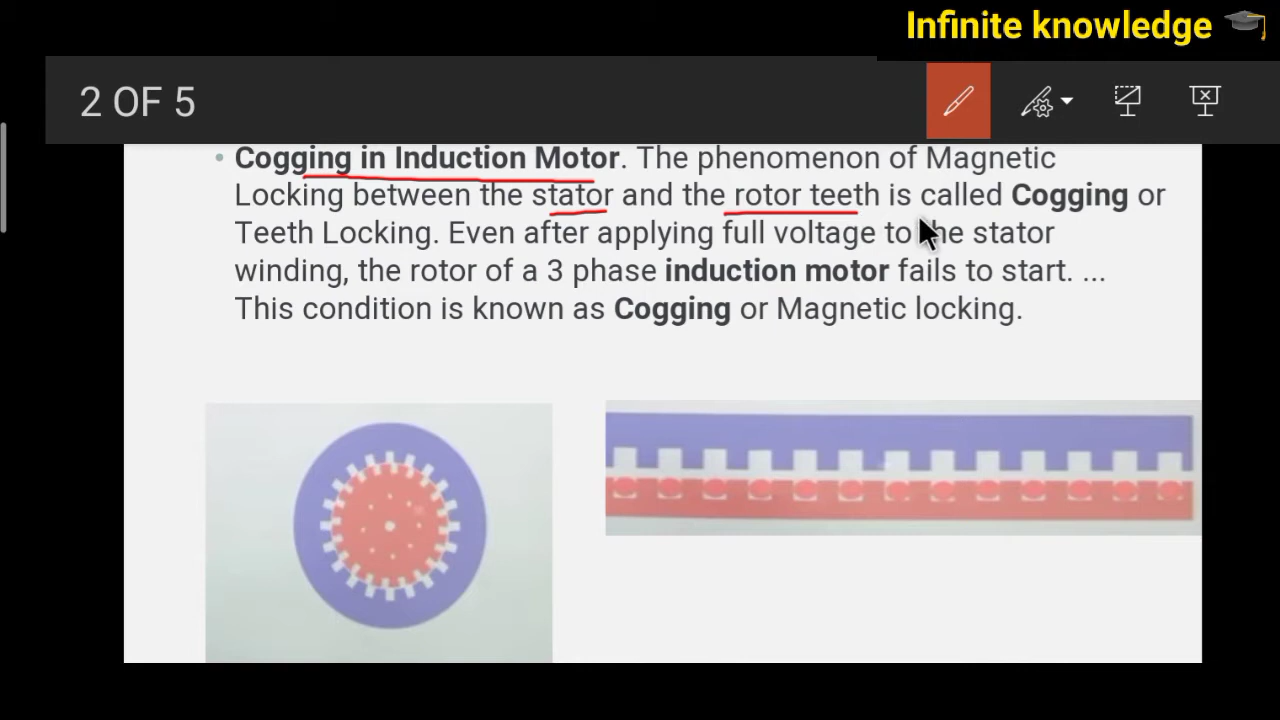 Infinite knowledge
2 OF 5
• Cogging in Induction Motor. The phenomenon of Magnetic
Locking between the stator and the rotor teeth is called Cogging or
Teeth Locking. Even after applying full voltage to the stator
winding, the rotor of a 3 phase induction motor fails to start. ...
This condition is known as Cogging or Magnetic locking.